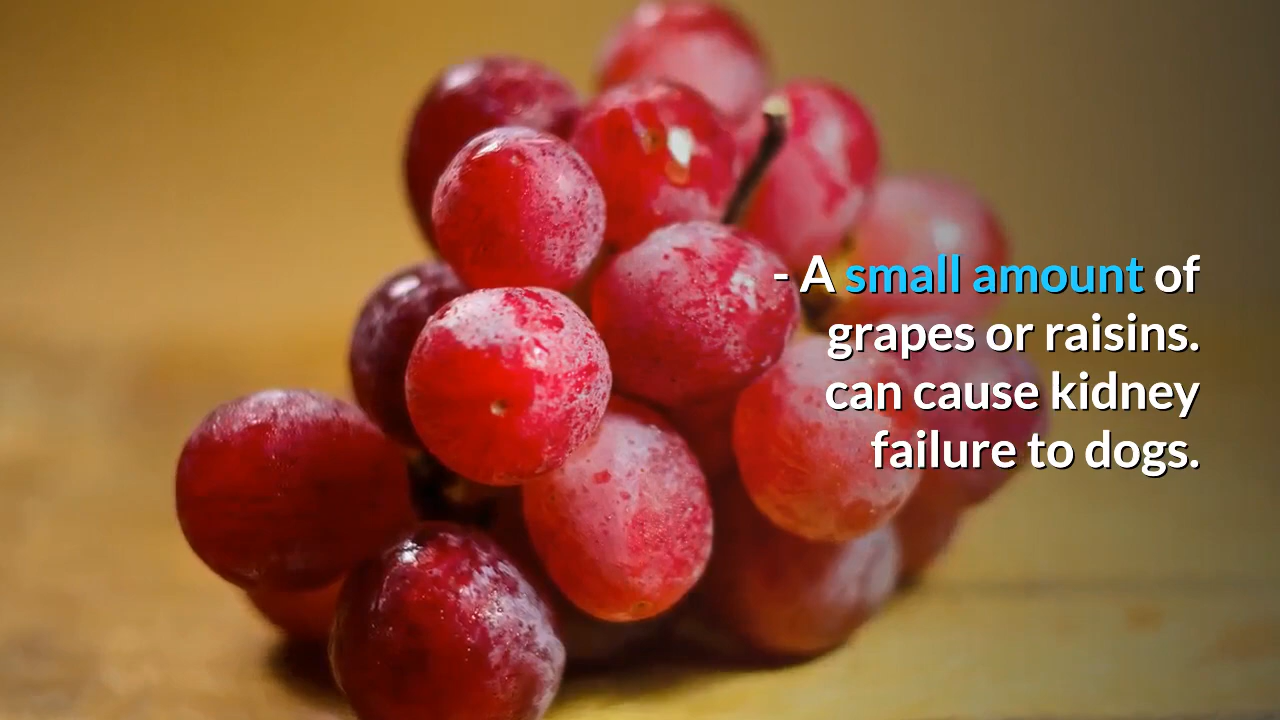 - A small amount of
grapes or raisins.
can cause kidney
failure to dogs.